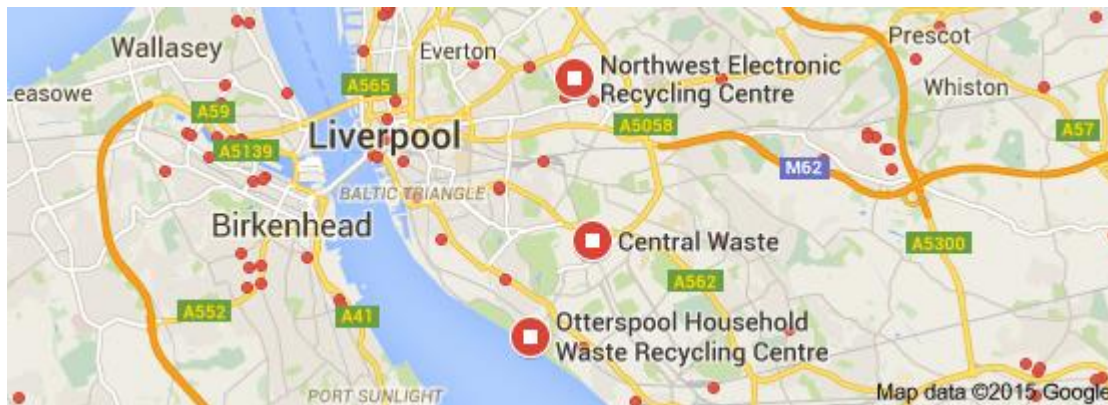 Wallasey
Everton
Prescot
Leasowe
A565
Northwest Electronic
Recycling Centre
Whiston
A59
Liverpool
A5058
A57
A5139
M62
BALTIC TRIANGLE
Birkenhead
Central Waste
A5300
A562
A552
A41
Otterspool Household
Waste Recycling Centre
PORT SUNLIGHT
Map data ©2015 Google